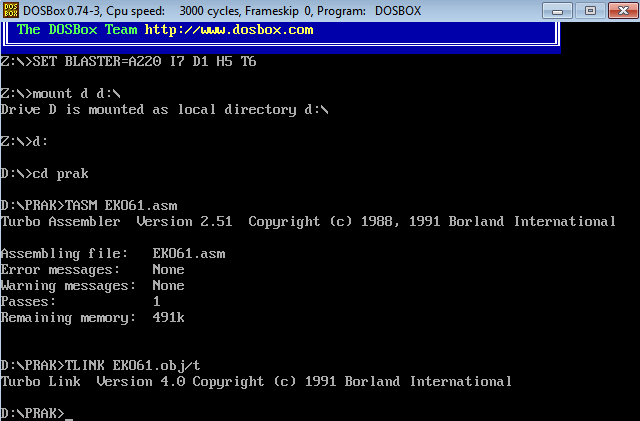 DOSBox 0.74-3, Cpu speed:    3000 cycles, Frameskip  0, Program:   DOSBOX
The DOSBox Team http://www.dosbox.com
Z:\>SET BLASTER=A220 I7 D1 H5 T6
Z:\>mount d d:\
Drive D is mounted as local directory d:\
Z:\>d:
D:\>cd prak
D:\PRAK>TASM EKO61.asm
Turbo Assembler  Version 2.51  Copyright (c) 1988, 1991 Borland International
Assembling file:   EKO61.asm
Error messages:    None
Warning messages:  None
Passes:            1
Remaining memory:  491k
D:\PRAK>TLINK EKO61.obj/t
Turbo Link  Version 4.0 Copyright (c) 1991 Borland International
D:\PRAK>_